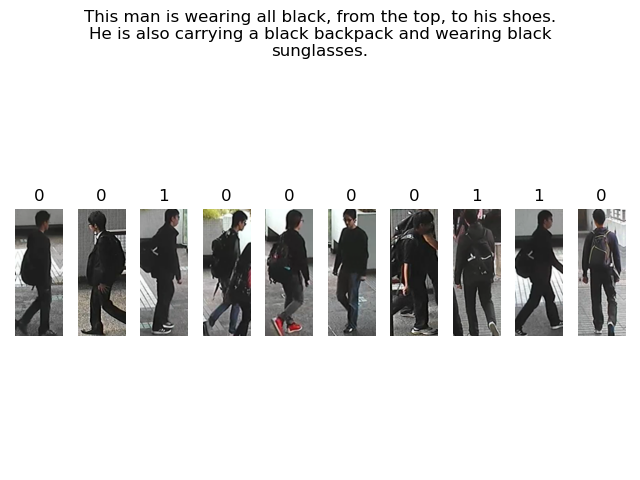 This man is wearing all black, from the top, to his shoes.
He is also carrying a black backpack and wearing black
sunglasses.
0 0 1 0 0 0 0 1 1 0